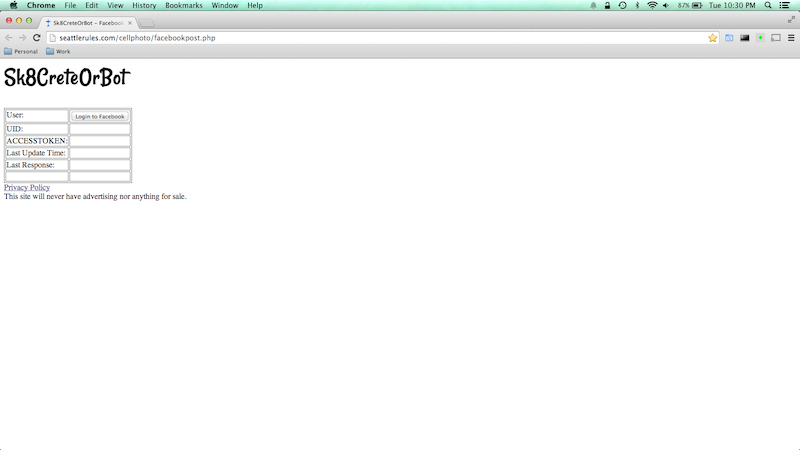 Chrome File Edit View History Bookmarks Window Help 87% Tue 10:30 PM
Sk8CreteOrBot – Facebook
seattlerules.com/cellphoto/facebookpost.php
Personal Work
Sk8CreteOrBot
User: Login to Facebook
UID:
ACCESSTOKEN:
Last Update Time:
Last Response:
Privacy Policy
This site will never have advertising nor anything for sale.